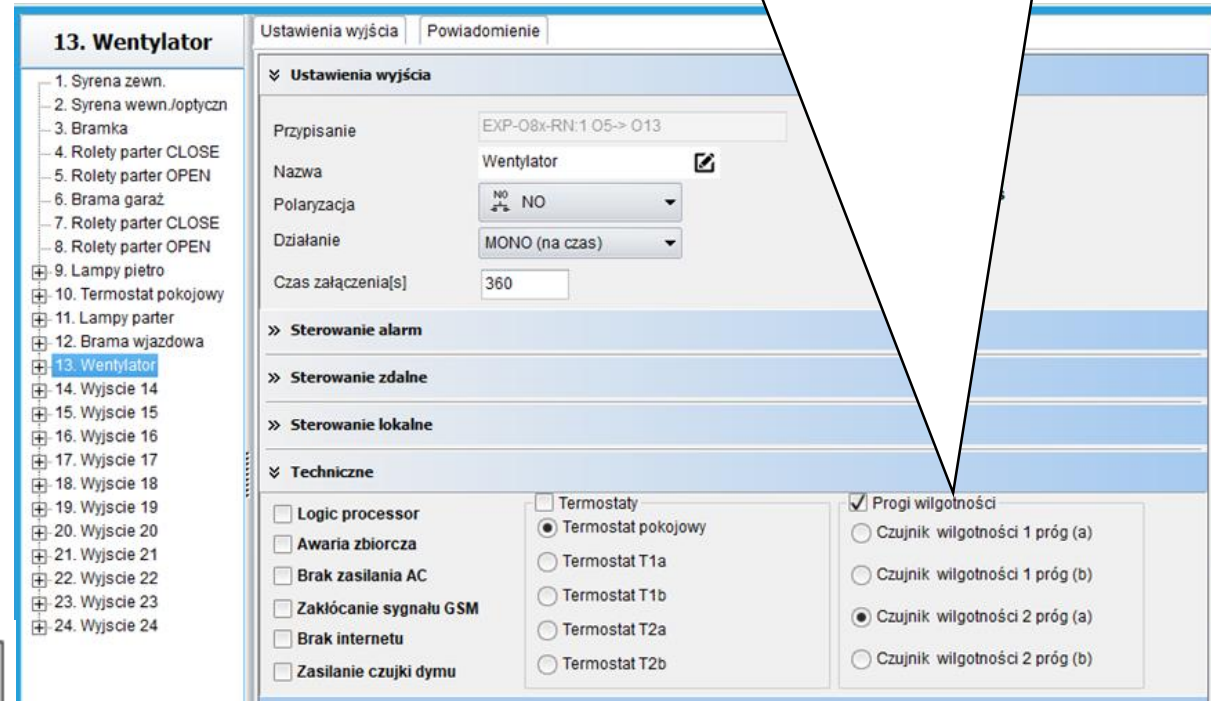 13. Wentylator
1. Syrena zewn.
2. Syrena wewn./optyczn
3. Bramka
4. Rolety parter CLOSE
5. Rolety parter OPEN
6. Brama garaż
7. Rolety parter CLOSE
8. Rolety parter OPEN
9. Lampy pietro
10. Termostat pokojowy
11. Lampy parter
12. Brama wjazdowa
13. Wentylator
14. Wyjscie 14
15. Wyjscie 15
16. Wyjscie 16
17. Wyjscie 17
18. Wyjscie 18
19. Wyjscie 19
20. Wyjscie 20
21. Wyjscie 21
22. Wyjscie 22
23. Wyjscie 23
24. Wyjscie 24
Ustawienia wyjścia Powiadomienie
Ustawienia wyjścia
Przypisanie EXP-O8x-RN:1 O5-> O13
Nazwa Wentylator
Polaryzacja NO NO
Działanie MONO (na czas)
Czas załączenia[s] 360
Sterowanie alarm
Sterowanie zdalne
Sterowanie lokalne
Techniczne
Logic processor
Awaria zbiorcza
Brak zasilania AC
Zakłócanie sygnału GSM
Brak internetu
Zasilanie czujki dymu
Termostaty
Termostat pokojowy
Termostat T1a
Termostat T1b
Termostat T2a
Termostat T2b
Progi wilgotności
Czujnik wilgotności 1 próg (a)
Czujnik wilgotności 1 próg (b)
Czujnik wilgotności 2 próg (a)
Czujnik wilgotności 2 próg (b)